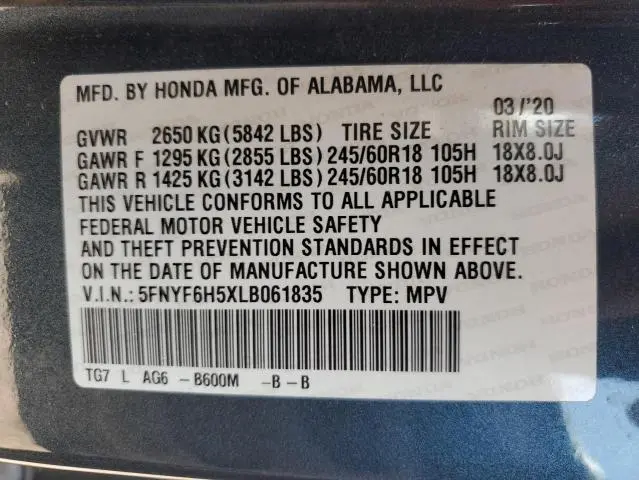 MFD. BY HONDA MFG. OF ALABAMA, LLC
03/'20
GVWR 2650 KG(5842 LBS) TIRE SIZE RIM SIZE
GAWR F 1295 KG(2855 LBS)245/60R18 105H 18X8.0J
GAWR R 1425 KG(3142 LBS)245/60R18 105H 18X8.0J
THIS VEHICLE CONFORMS TO ALL APPLICABLE
FEDERAL MOTOR VEHICLE SAFETY
AND THEFT PREVENTION STANDARDS IN EFFECT
ON THE DATE OF MANUFACTURE SHOWN ABOVE.
V.I.N.:5FNYF6H5XLB061835 TYPE: MPV
TG7 L AG6 -B600M -B-B